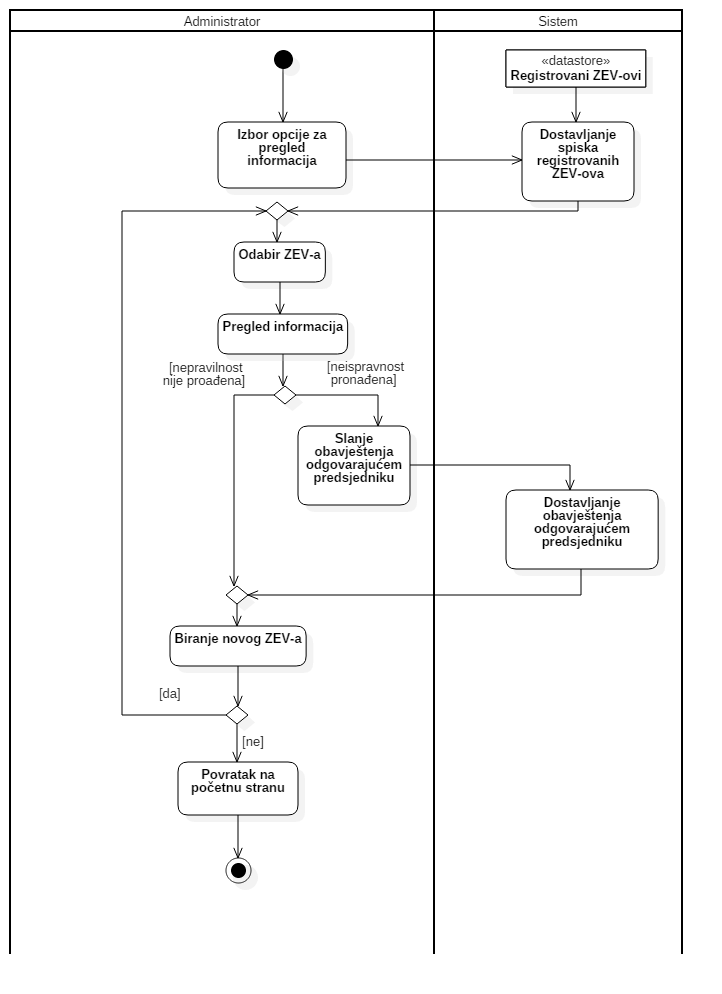 Administrator
Sistem
«datastore»
Registrovani ZEV-ovi
Izbor opcije za
pregled
informacija
Dostavljanje
spiska
registrovanih
ZEV-ova
Odabir ZEV-a
Pregled informacija
[nepravilnost
nije proađena]
[neispravnost
pronađena]
Slanje
obavještenja
odgovarajućem
predsjedniku
Dostavljanje
obavještenja
odgovarajućem
predsjedniku
Biranje novog ZEV-a
[da]
[ne]
Povratak na
početnu stranu